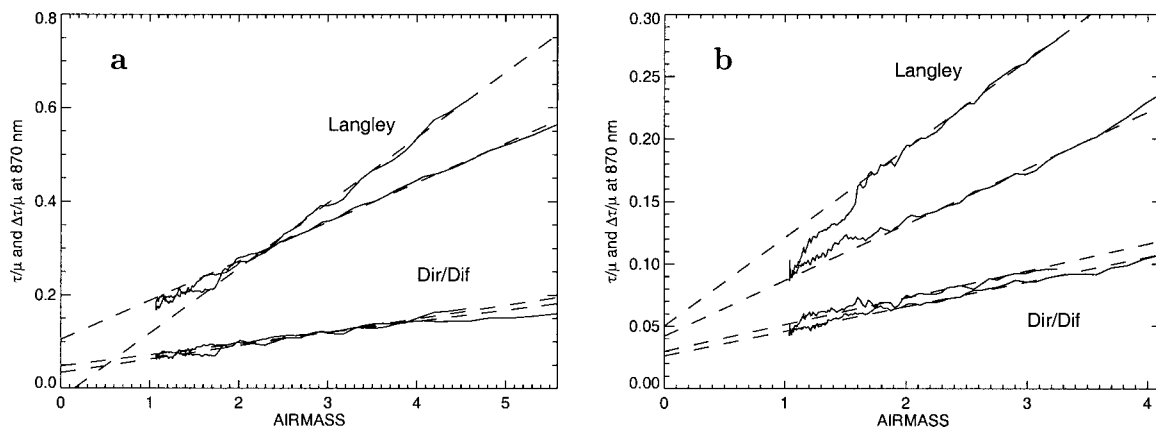 a
Langley
Dir/Dif
0.8
0.6
0.4
0.2
0.0
τ/μ and Δτ/μ at 870 nm
0 1 2 3 4 5
AIRMASS
b
Langley
Dir/Dif
0.30
0.25
0.20
0.15
0.10
0.05
0.00
τ/μ and Δτ/μ at 870 nm
0 1 2 3 4
AIRMASS